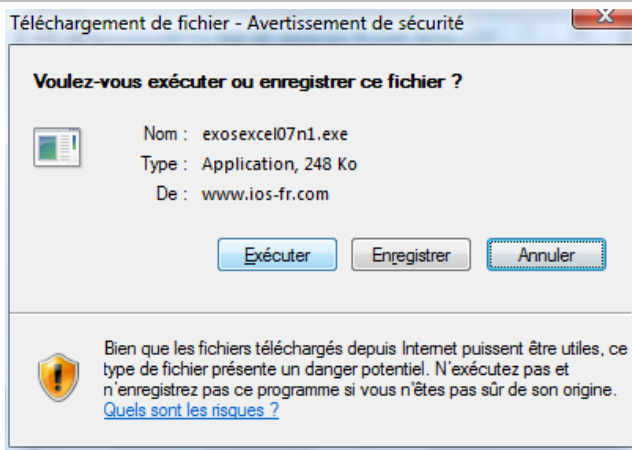 Téléchargement de fichier - Avertissement de sécurité
Voulez-vous exécuter ou enregistrer ce fichier ?
Nom : exosexcel07n1.exe
Type : Application, 248 Ko
De : www.ios-fr.com
Exécuter Enregistrer Annuler
Bien que les fichiers téléchargés depuis Internet puissent être utiles, ce
type de fichier présente un danger potentiel. N'exécutez pas et
n'enregistrez pas ce programme si vous n'êtes pas sûr de son origine.
Quels sont les risques ?